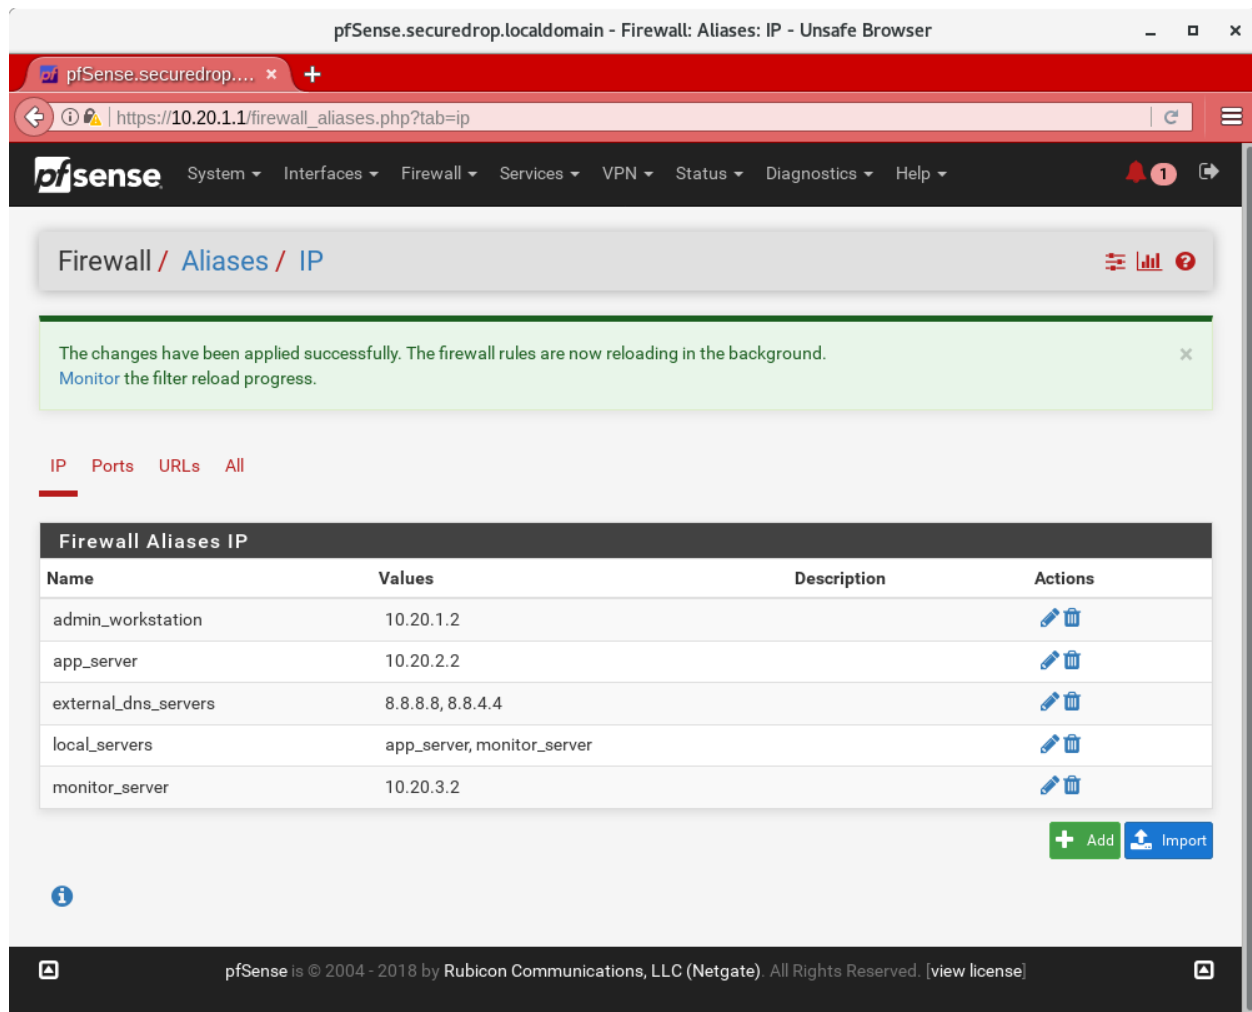 pfSense.securedrop.localdomain - Firewall: Aliases: IP - Unsafe Browser
pf pfSense.securedrop....
https://10.20.1.1/firewall_aliases.php?tab=ip
pfsense System Interfaces Firewall Services VPN Status Diagnostics Help 1
Firewall / Aliases / IP
The changes have been applied successfully. The firewall rules are now reloading in the background.
Monitor the filter reload progress.
IP Ports URLs All
Firewall Aliases IP
Name Values Description Actions
admin_workstation 10.20.1.2
app_server 10.20.2.2
external_dns_servers 8.8.8.8, 8.8.4.4
local_servers app_server, monitor_server
monitor_server 10.20.3.2
Add Import
pfSense is © 2004 - 2018 by Rubicon Communications, LLC (Netgate). All Rights Reserved. [view license]